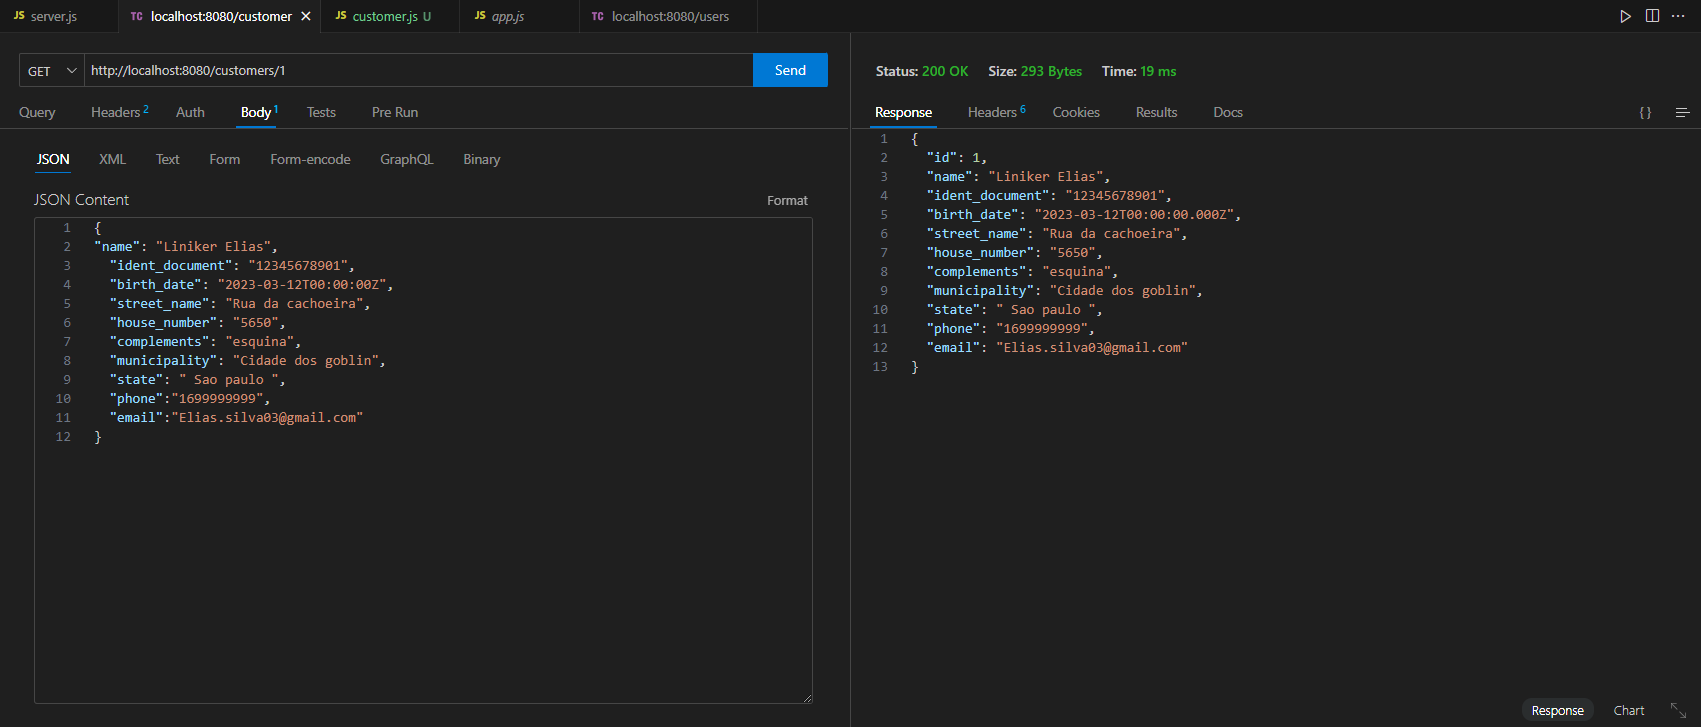 JS server.js TC localhost:8080/customer × JS customer.js U JS app.js TC localhost:8080/users ...
GET http://localhost:8080/customers/1 Send
Query Headers 2 Auth Body 1 Tests Pre Run
JSON XML Text Form Form-encode GraphQL Binary
JSON Content Format
1 {
2 "name": "Liniker Elias",
3 "ident_document": "12345678901",
4 "birth_date": "2023-03-12T00:00:00Z",
5 "street_name": "Rua da cachoeira",
6 "house_number": "5650",
7 "complements": "esquina",
8 "municipality": "Cidade dos goblin",
9 "state": " Sao paulo ",
10 "phone":"1699999999",
11 "email":"Elias.silva03@gmail.com"
12 }
Status: 200 OK Size: 293 Bytes Time: 19 ms
Response Headers 6 Cookies Results Docs { }
1 {
2 "id": 1,
3 "name": "Liniker Elias",
4 "ident_document": "12345678901",
5 "birth_date": "2023-03-12T00:00:00.000Z",
6 "street_name": "Rua da cachoeira",
7 "house_number": "5650",
8 "complements": "esquina",
9 "municipality": "Cidade dos goblin",
10 "state": " Sao paulo ",
11 "phone": "1699999999",
12 "email": "Elias.silva03@gmail.com"
13 }
Response Chart